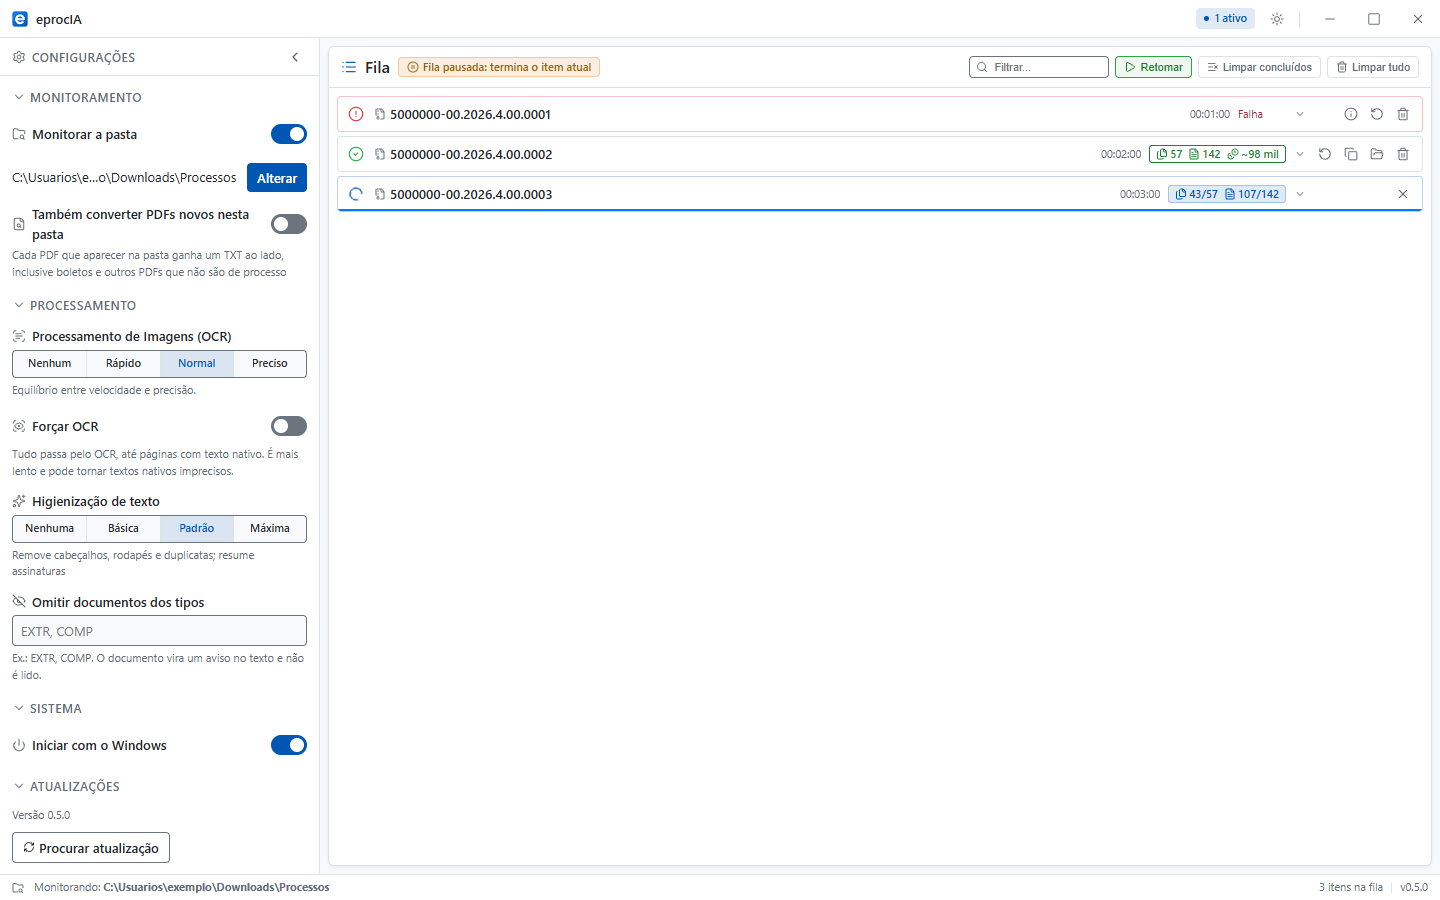 eprocIA
1 ativo
CONFIGURAÇÕES
MONITORAMENTO
Monitorar a pasta
C:\Usuarios\e...o\Downloads\Processos
Alterar
Também converter PDFs novos nesta
pasta
Cada PDF que aparecer na pasta ganha um TXT ao lado,
inclusive boletos e outros PDFs que não são de processo
PROCESSAMENTO
Processamento de Imagens (OCR)
Nenhum Rápido Normal Preciso
Equilíbrio entre velocidade e precisão.
Forçar OCR
Tudo passa pelo OCR, até páginas com texto nativo. É mais
lento e pode tornar textos nativos imprecisos.
Higienização de texto
Nenhuma Básica Padrão Máxima
Remove cabeçalhos, rodapés e duplicatas; resume
assinaturas
Omitir documentos dos tipos
EXTR, COMP
Ex.: EXTR, COMP. O documento vira um aviso no texto e não
é lido.
SISTEMA
Iniciar com o Windows
ATUALIZAÇÕES
Versão 0.5.0
Procurar atualização
Fila Fila pausada: termina o item atual Filtrar... Retomar Limpar concluídos Limpar tudo
5000000-00.2026.4.00.0001 00:01:00 Falha
5000000-00.2026.4.00.0002 00:02:00 57 142 ~98 mil
5000000-00.2026.4.00.0003 00:03:00 43/57 107/142
Monitorando: C:\Usuarios\exemplo\Downloads\Processos
3 itens na fila v0.5.0